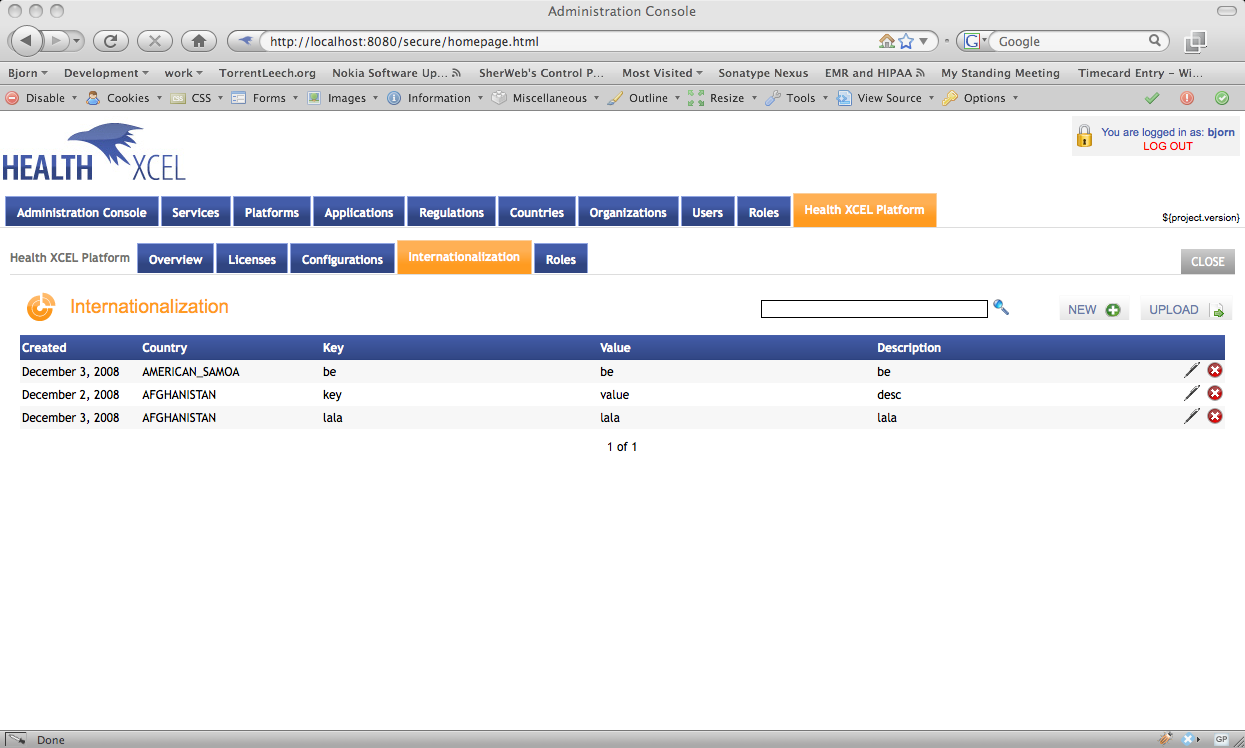 Administration Console
http://localhost:8080/secure/homepage.html G Google
Bjorn Development work TorrentLeech.org Nokia Software Up... SherWeb's Control P... Most Visited Sonatype Nexus EMR and HIPAA My Standing Meeting Timecard Entry – Wi...
Disable Cookies CSS CSS Forms Images Information Miscellaneous Outline Resize Tools View Source Options
HEALTH XCEL
You are logged in as: bjorn
LOG OUT
Administration Console Services Platforms Applications Regulations Countries Organizations Users Roles Health XCEL Platform
${project.version}
Health XCEL Platform Overview Licenses Configurations Internationalization Roles CLOSE
Internationalization NEW UPLOAD
Created Country Key Value Description
December 3, 2008 AMERICAN_SAMOA be be be
December 2, 2008 AFGHANISTAN key value desc
December 3, 2008 AFGHANISTAN lala lala lala
1 of 1
Done GP